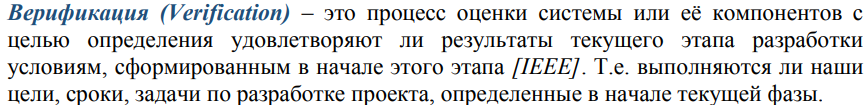 Верификация (Verification) – это процесс оценки системы или её компонентов с
целью определения удовлетворяют ли результаты текущего этапа разработки
условиям, сформированным в начале этого этапа [IEEE]. Т.е. выполняются ли наши
цели, сроки, задачи по разработке проекта, определенные в начале текущей фазы.